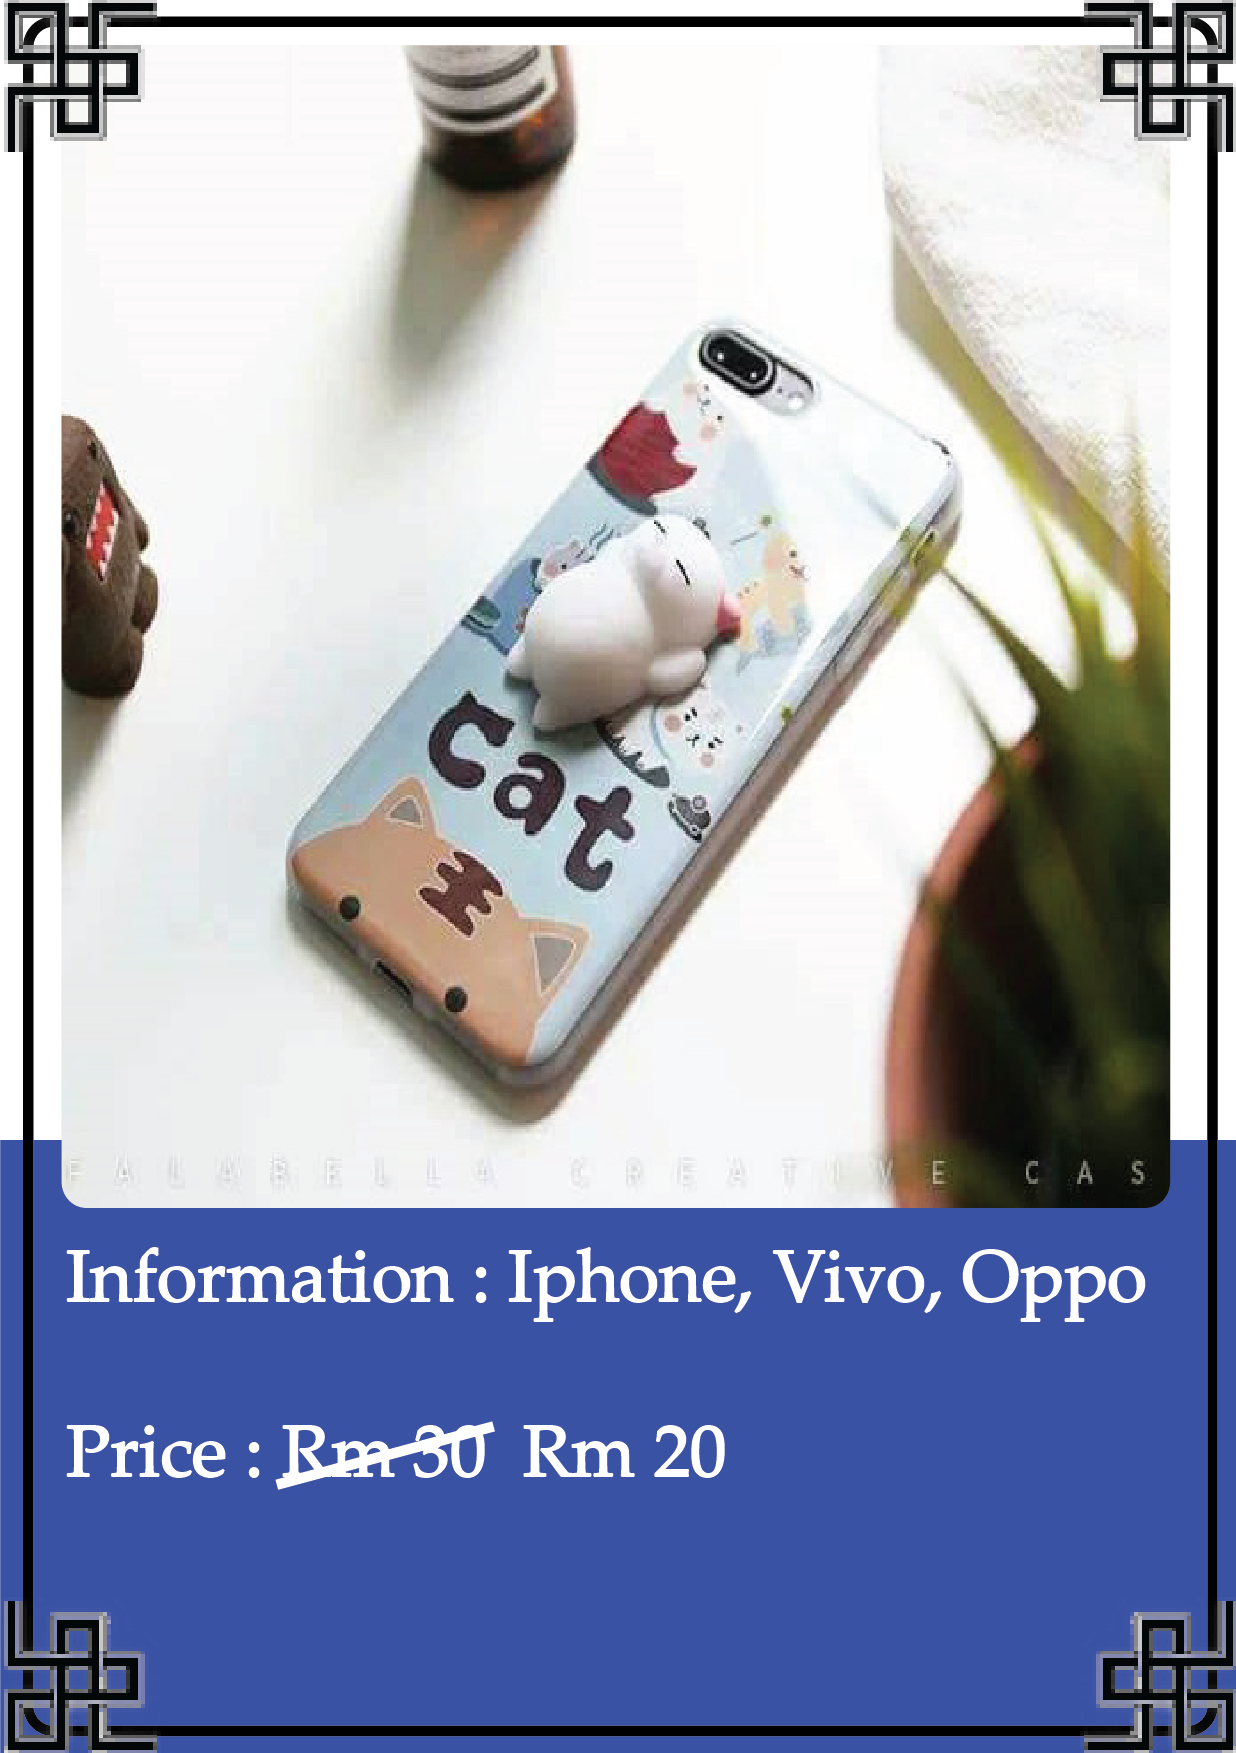 cat
FALABELLA CREATIVE CAS
Information : Iphone, Vivo, Oppo
Price : Rm 30 Rm 20